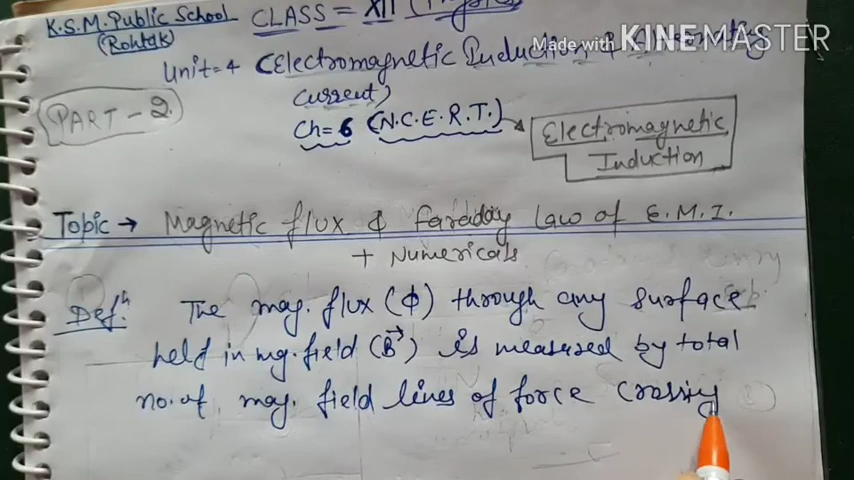 K.S.M. Public School
(Rohtak)
CLASS = XII (Physics)
Made with KINEMASTER
Unit = 4 (Electromagnetic Induction & Alternating
Current)
PART - 2
Ch = 6 (N.C.E.R.T.)
Electromagnetic
Induction
Topic → Magnetic flux & Faraday Law of E.M.I.
+ Numericals
Defⁿ: The mag. flux (ϕ) through any surface
held in mg. field (B⃗) is measured by total
no. of mag. field lines of force crossing